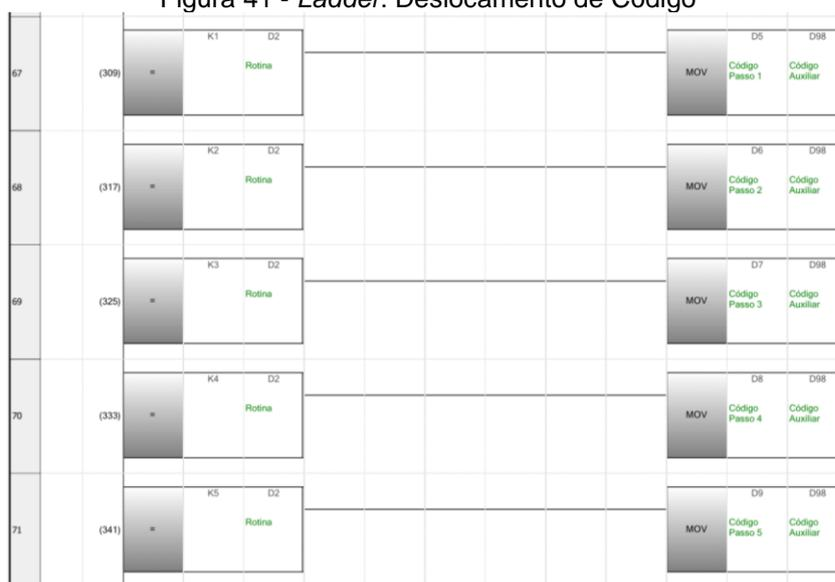 Figura 41 - Ladder: Deslocamento de Código
K1 D2 D5 D98
67 (309) = Rotina MOV Código Passo 1 Código Auxiliar
K2 D2 D6 D98
68 (317) = Rotina MOV Código Passo 2 Código Auxiliar
K3 D2 D7 D98
69 (325) = Rotina MOV Código Passo 3 Código Auxiliar
K4 D2 D8 D98
70 (333) = Rotina MOV Código Passo 4 Código Auxiliar
K5 D2 D9 D98
71 (341) = Rotina MOV Código Passo 5 Código Auxiliar